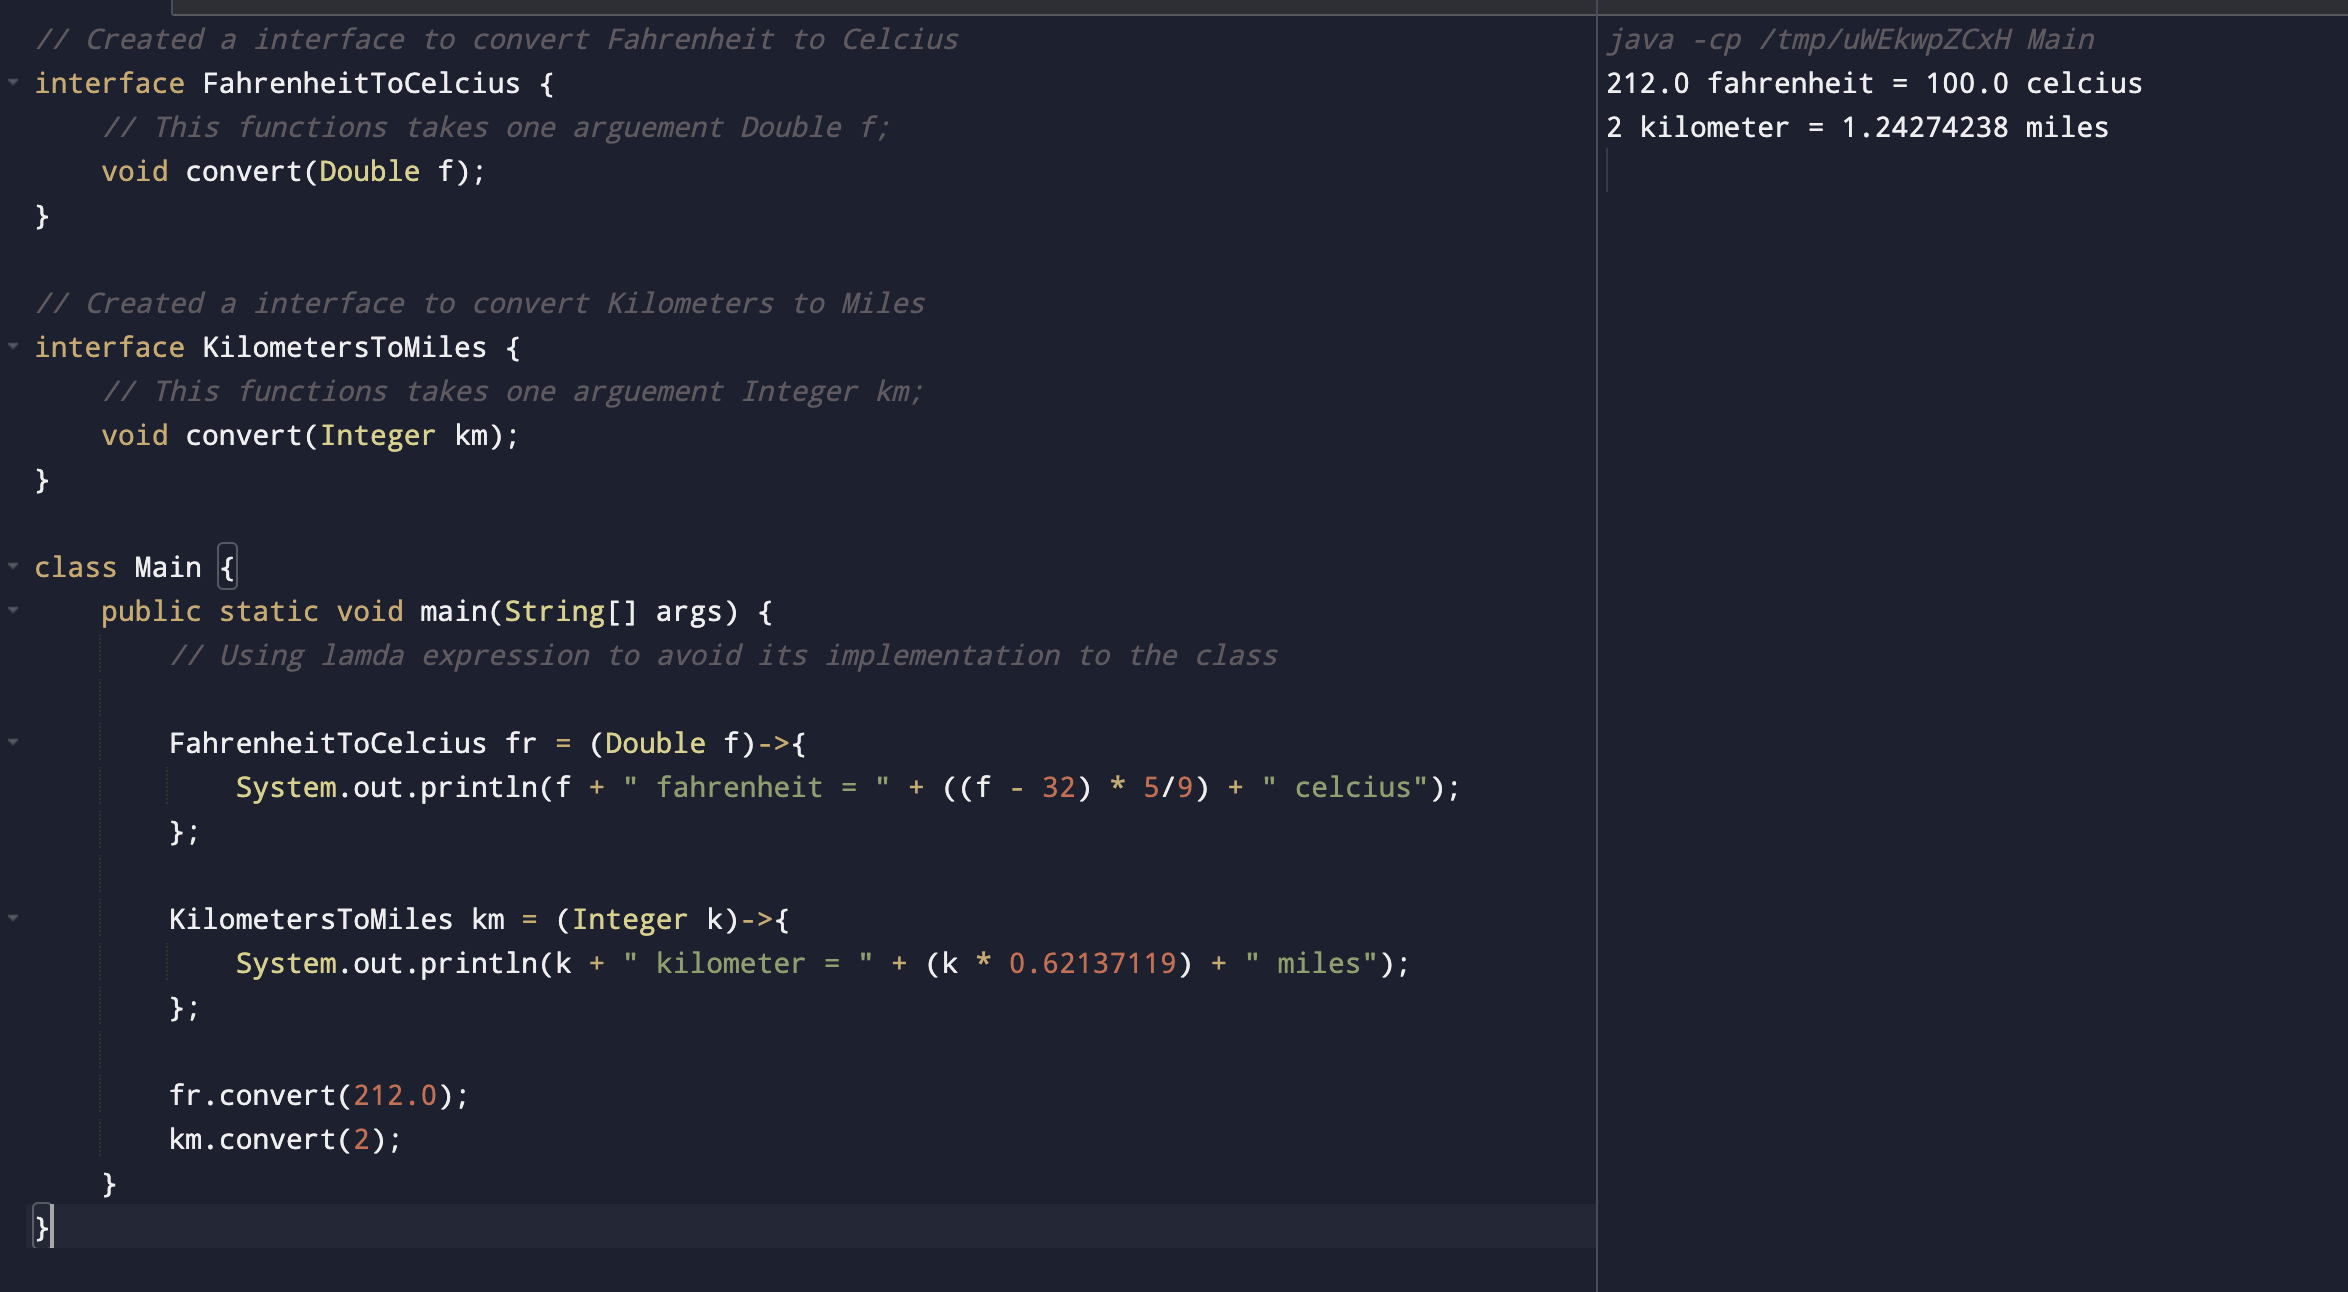 // Created a interface to convert Fahrenheit to Celcius
interface FahrenheitToCelcius {
    // This functions takes one arguement Double f;
    void convert(Double f);
}
// Created a interface to convert Kilometers to Miles
interface KilometersToMiles {
    // This functions takes one arguement Integer km;
    void convert(Integer km);
}
class Main {
    public static void main(String[] args) {
        // Using lamda expression to avoid its implementation to the class
        FahrenheitToCelcius fr = (Double f)->{
            System.out.println(f + " fahrenheit = " + ((f - 32) * 5/9) + " celcius");
        };
        KilometersToMiles km = (Integer k)->{
            System.out.println(k + " kilometer = " + (k * 0.62137119) + " miles");
        };
        fr.convert(212.0);
        km.convert(2);
    }
}
java -cp /tmp/uWEkwpZCxH Main
212.0 fahrenheit = 100.0 celcius
2 kilometer = 1.24274238 miles